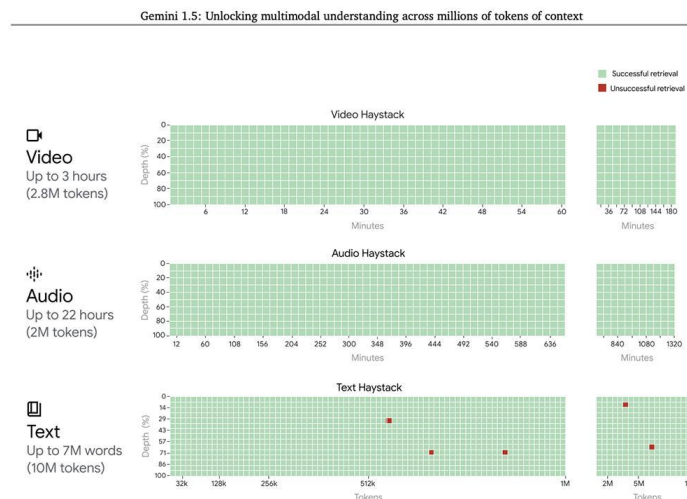 Gemini 1.5: Unlocking multimodal understanding across millions of tokens of context
Successful retrieval
Unsuccessful retrieval
Video Haystack
Video
Up to 3 hours
(2.8M tokens)
Depth (%)
0
20
40
60
80
100
6 12 18 24 30 36 42 48 54 60
Minutes
36 72 108 144 180
Minutes
Audio Haystack
Audio
Up to 22 hours
(2M tokens)
Depth (%)
0
20
40
60
80
100
12 60 108 156 204 252 300 348 396 444 492 540 588 636
Minutes
840 1080 1320
Minutes
Text Haystack
Text
Up to 7M words
(10M tokens)
Depth (%)
0
14
29
43
57
71
86
100
32k 128k 256k 512k 1M
Tokens
2M 5M
Tokens